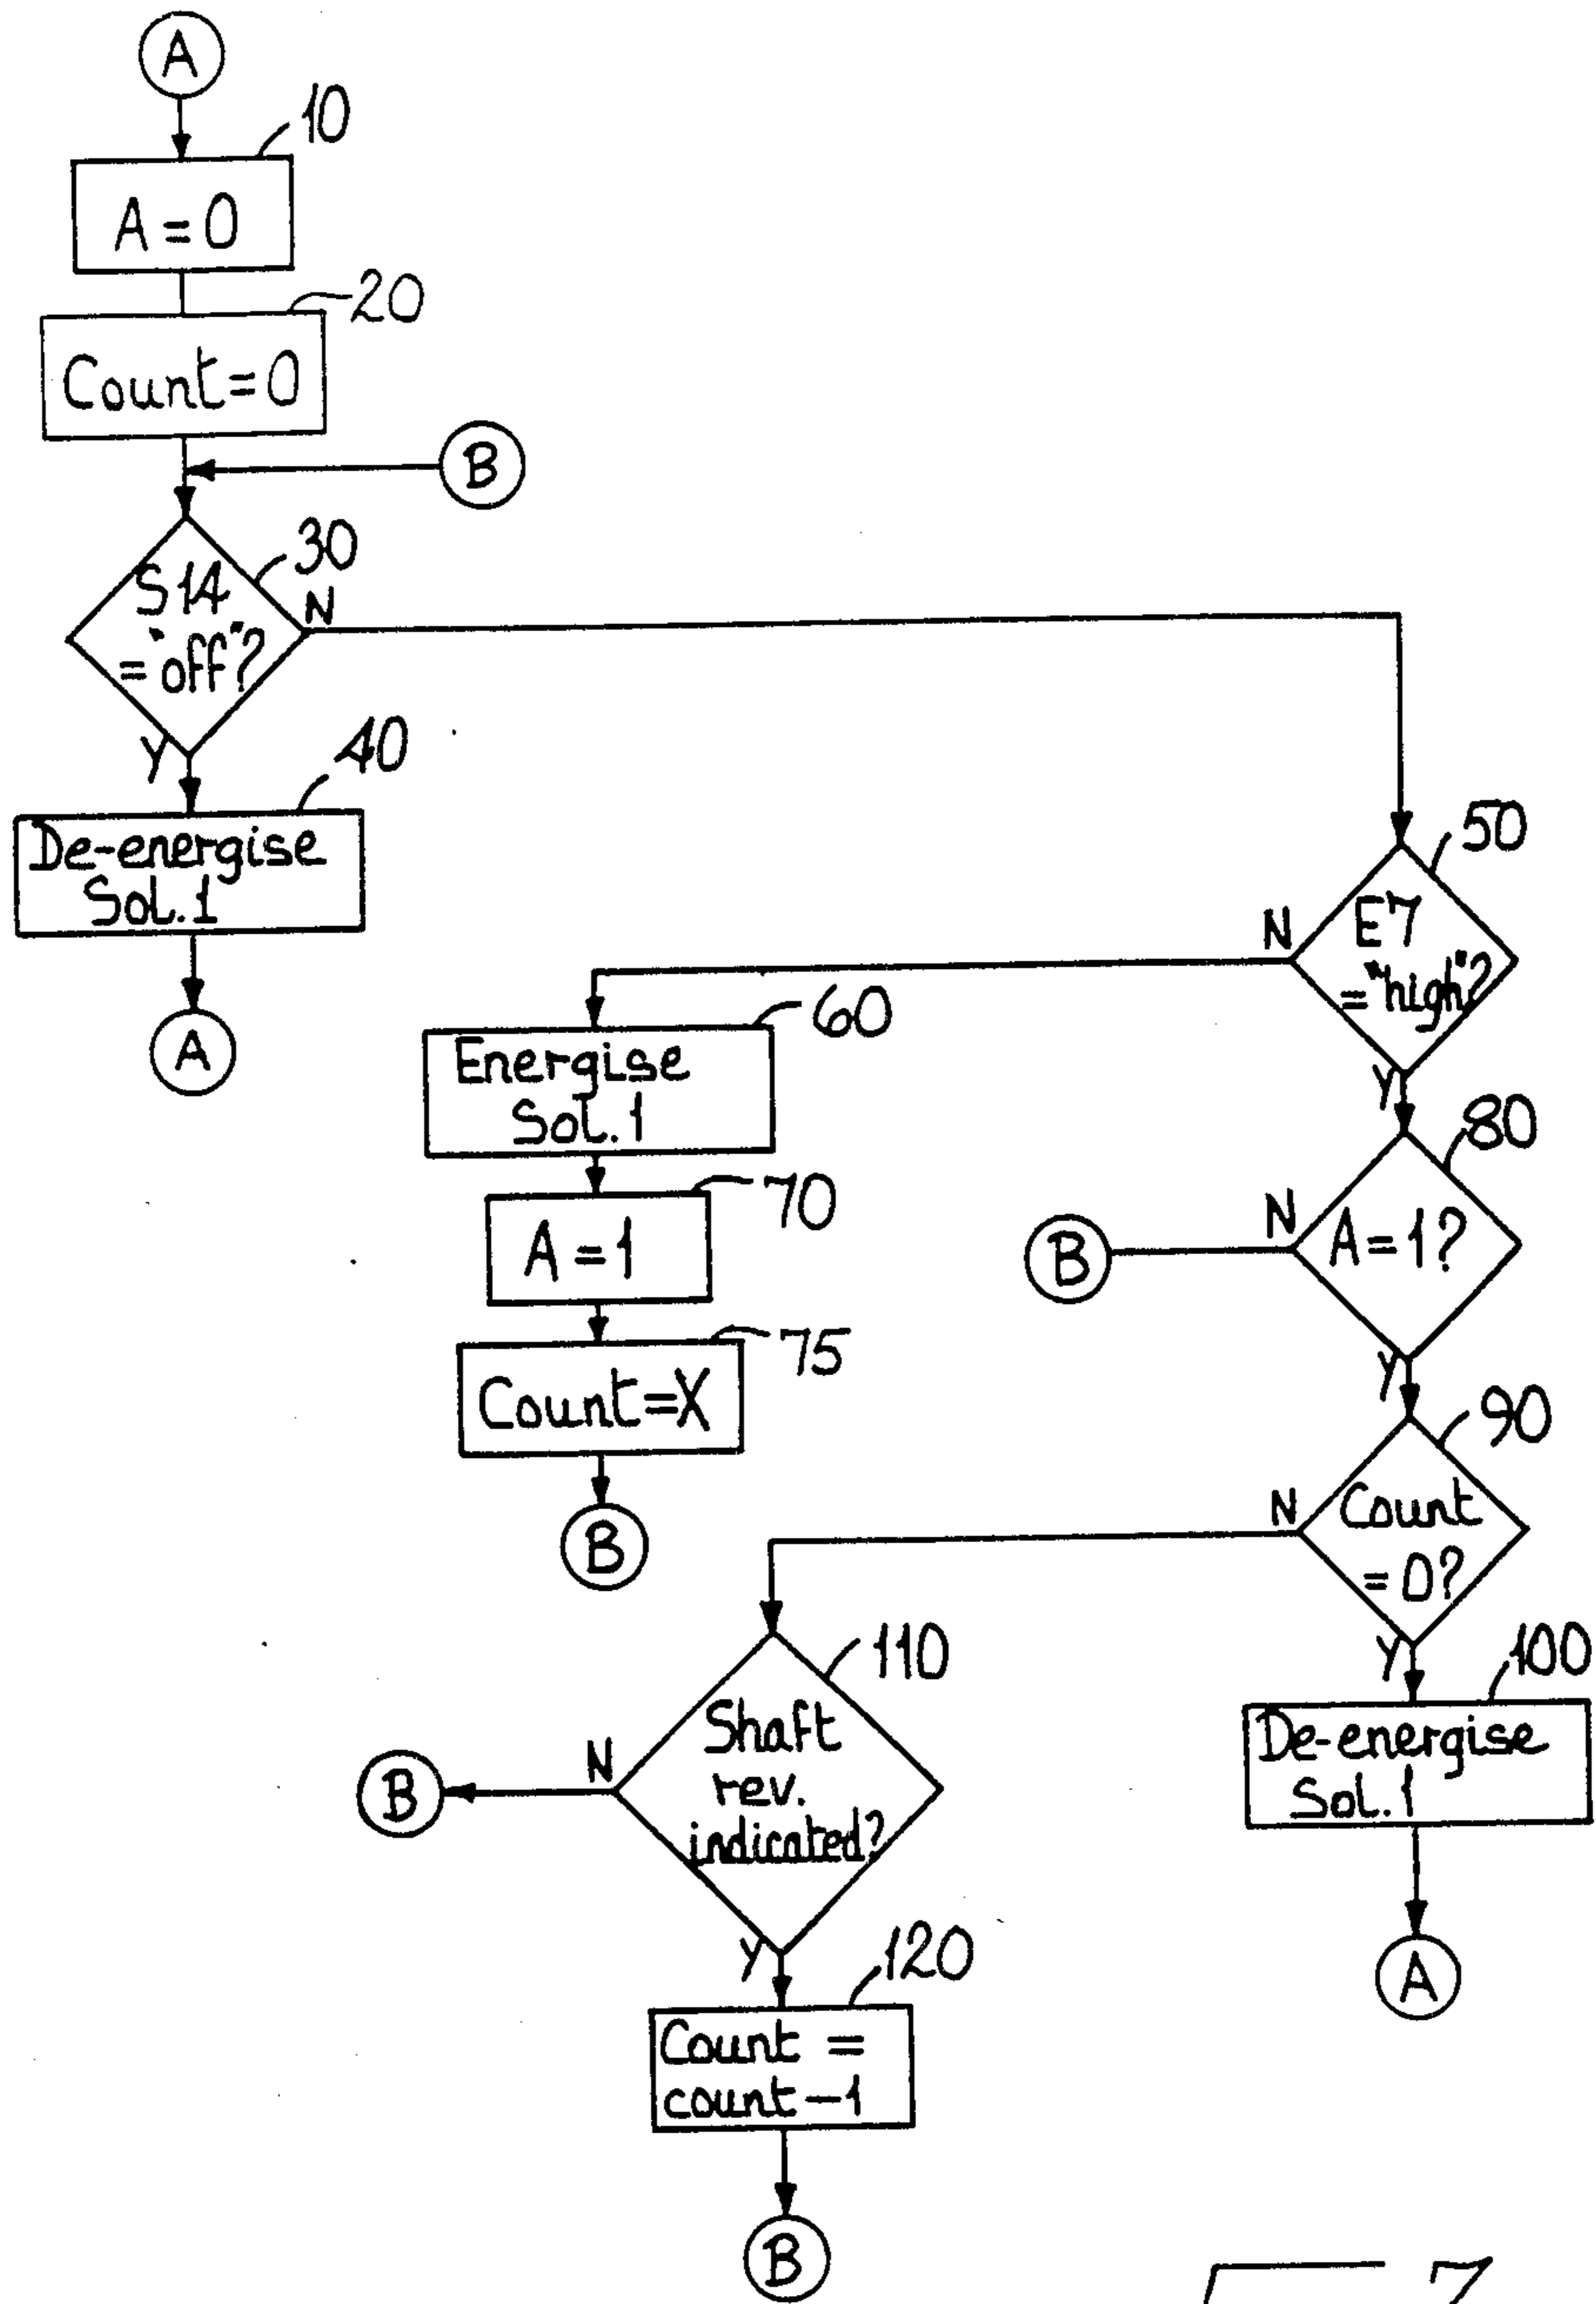 A
10
A = 0
20
Count=0
B
30
S14
= "off"?
N
Y
40
De-energise
Sol. 1
A
50
E7
= "high"?
N
Y
60
Energise
Sol. 1
70
A = 1
75
Count=X
B
80
A = 1?
N
B
Y
90
Count
= 0?
N
Y
100
De-energise
Sol. 1
A
110
Shaft
rev.
indicated?
N
B
Y
120
Count =
count -1
B
7